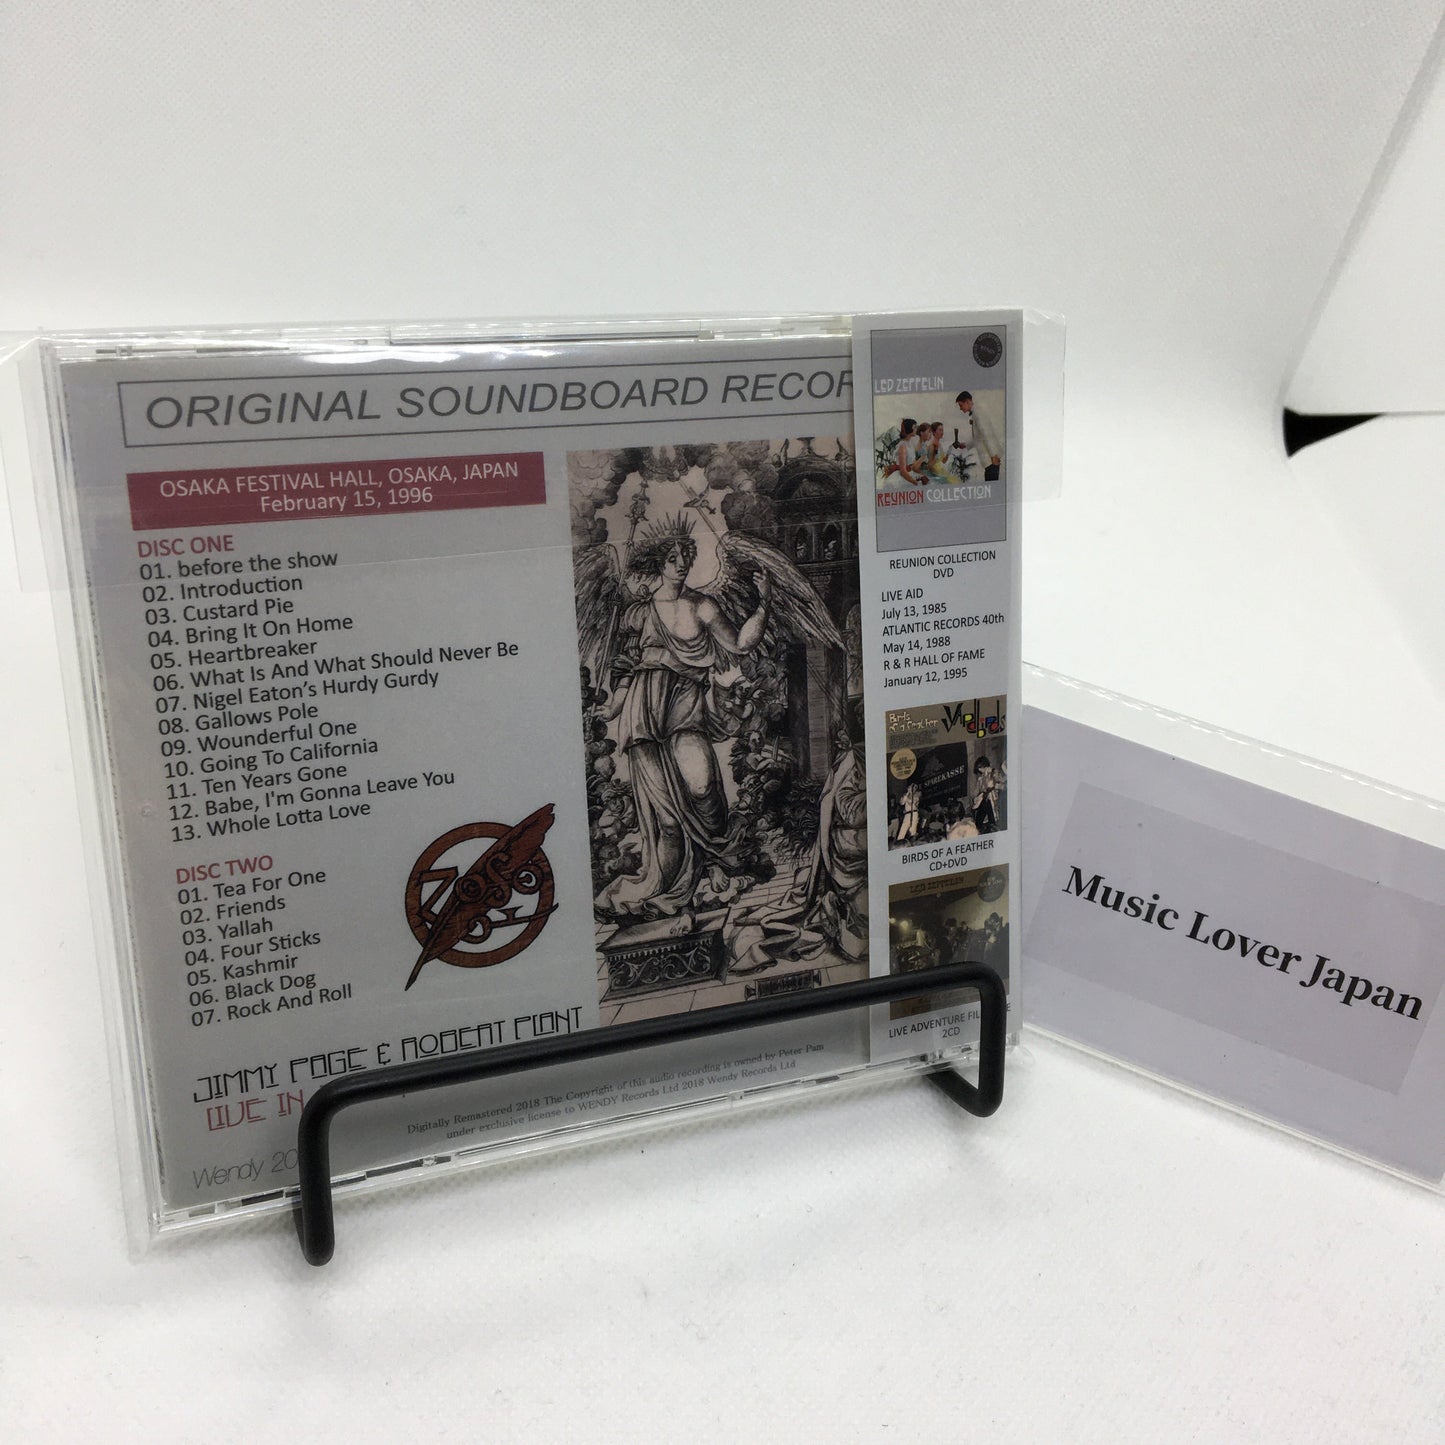 ORIGINAL SOUNDBOARD RECOR
OSAKA FESTIVAL HALL, OSAKA, JAPAN
February 15, 1996
DISC ONE
01. before the show
02. Introduction
03. Custard Pie
04. Bring It On Home
05. Heartbreaker
06. What Is And What Should Never Be
07. Nigel Eaton's Hurdy Gurdy
08. Gallows Pole
09. Wounderful One
10. Going To California
11. Ten Years Gone
12. Babe, I'm Gonna Leave You
13. Whole Lotta Love
DISC TWO
01. Tea For One
02. Friends
03. Yallah
04. Four Sticks
05. Kashmir
06. Black Dog
07. Rock And Roll
JIMMY PAGE & ROBERT PLANT
LIVE IN
Digitally Remastered 2018 The Copyright of this audio recording is owned by Peter Pam
under exclusive license to WENDY Records Ltd 2018 Wendy Records Ltd
Wendy 20
LED ZEPPELIN
REUNION COLLECTION
REUNION COLLECTION
DVD
LIVE AID
July 13, 1985
ATLANTIC RECORDS 40th
May 14, 1988
R & R HALL OF FAME
January 12, 1995
Birds
of a feather
Yardbirds
SPARKASSE
BIRDS OF A FEATHER
CD+DVD
LED ZEPPELIN
LIVE ADVENTURE
2CD
Music Lover Japan